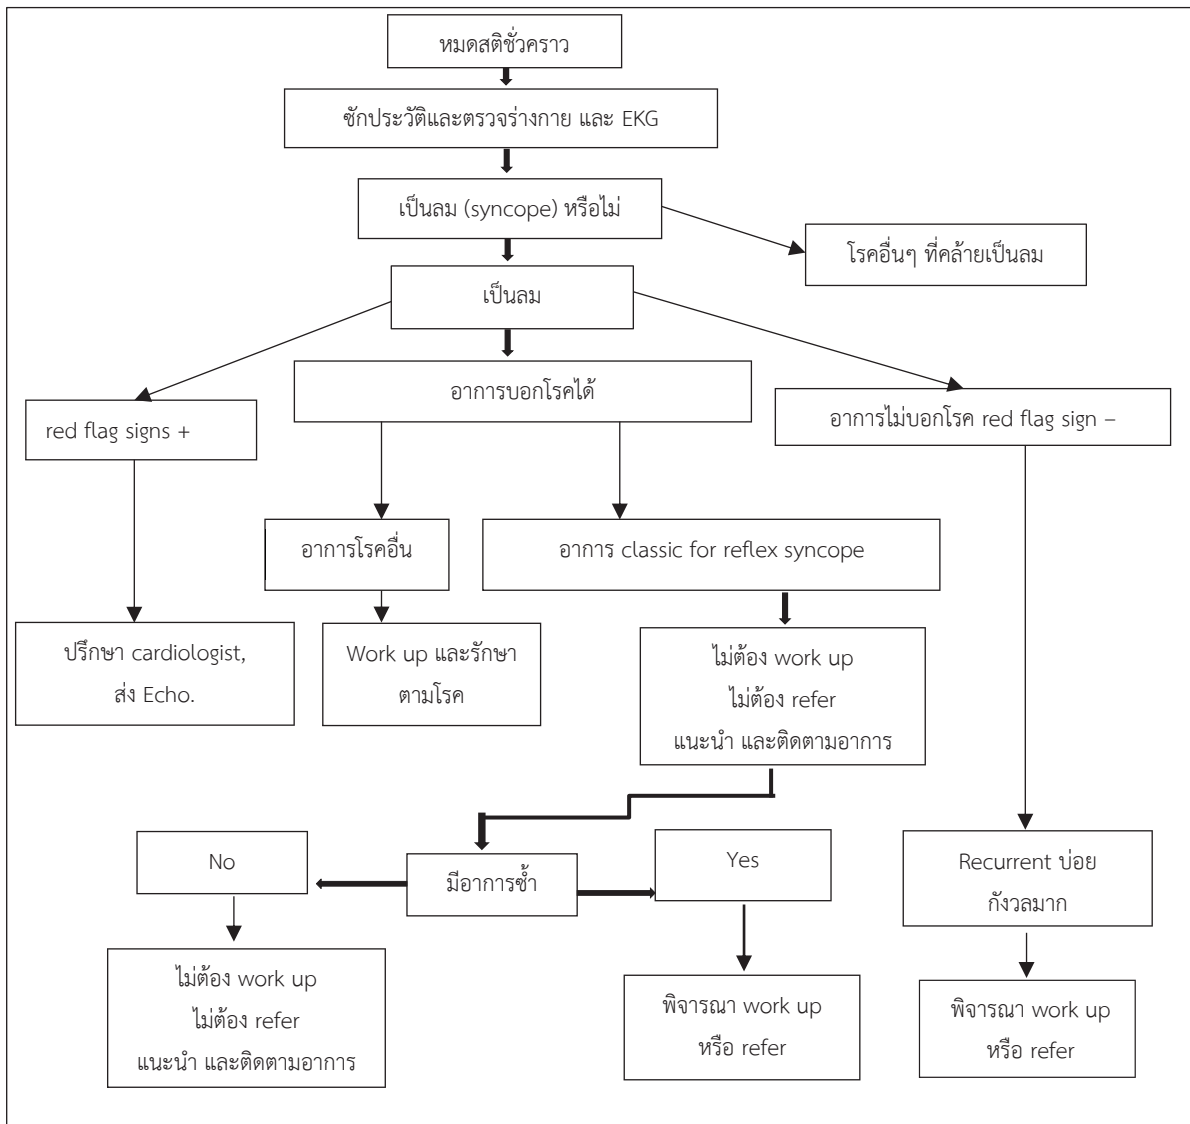 หมดสติชั่วคราว
ซักประวัติและตรวจร่างกาย และ EKG
เป็นลม (syncope) หรือไม่
โรคอื่นๆ ที่คล้ายเป็นลม
เป็นลม
red flag signs +
อาการบอกโรคได้
อาการไม่บอกโรค red flag sign –
อาการโรคอื่น
อาการ classic for reflex syncope
ปรึกษา cardiologist,
ส่ง Echo.
Work up และรักษา
ตามโรค
ไม่ต้อง work up
ไม่ต้อง refer
แนะนำ และติดตามอาการ
No
มีอาการซ้ำ
Yes
Recurrent บ่อย
กังวลมาก
ไม่ต้อง work up
ไม่ต้อง refer
แนะนำ และติดตามอาการ
พิจารณา work up
หรือ refer
พิจารณา work up
หรือ refer